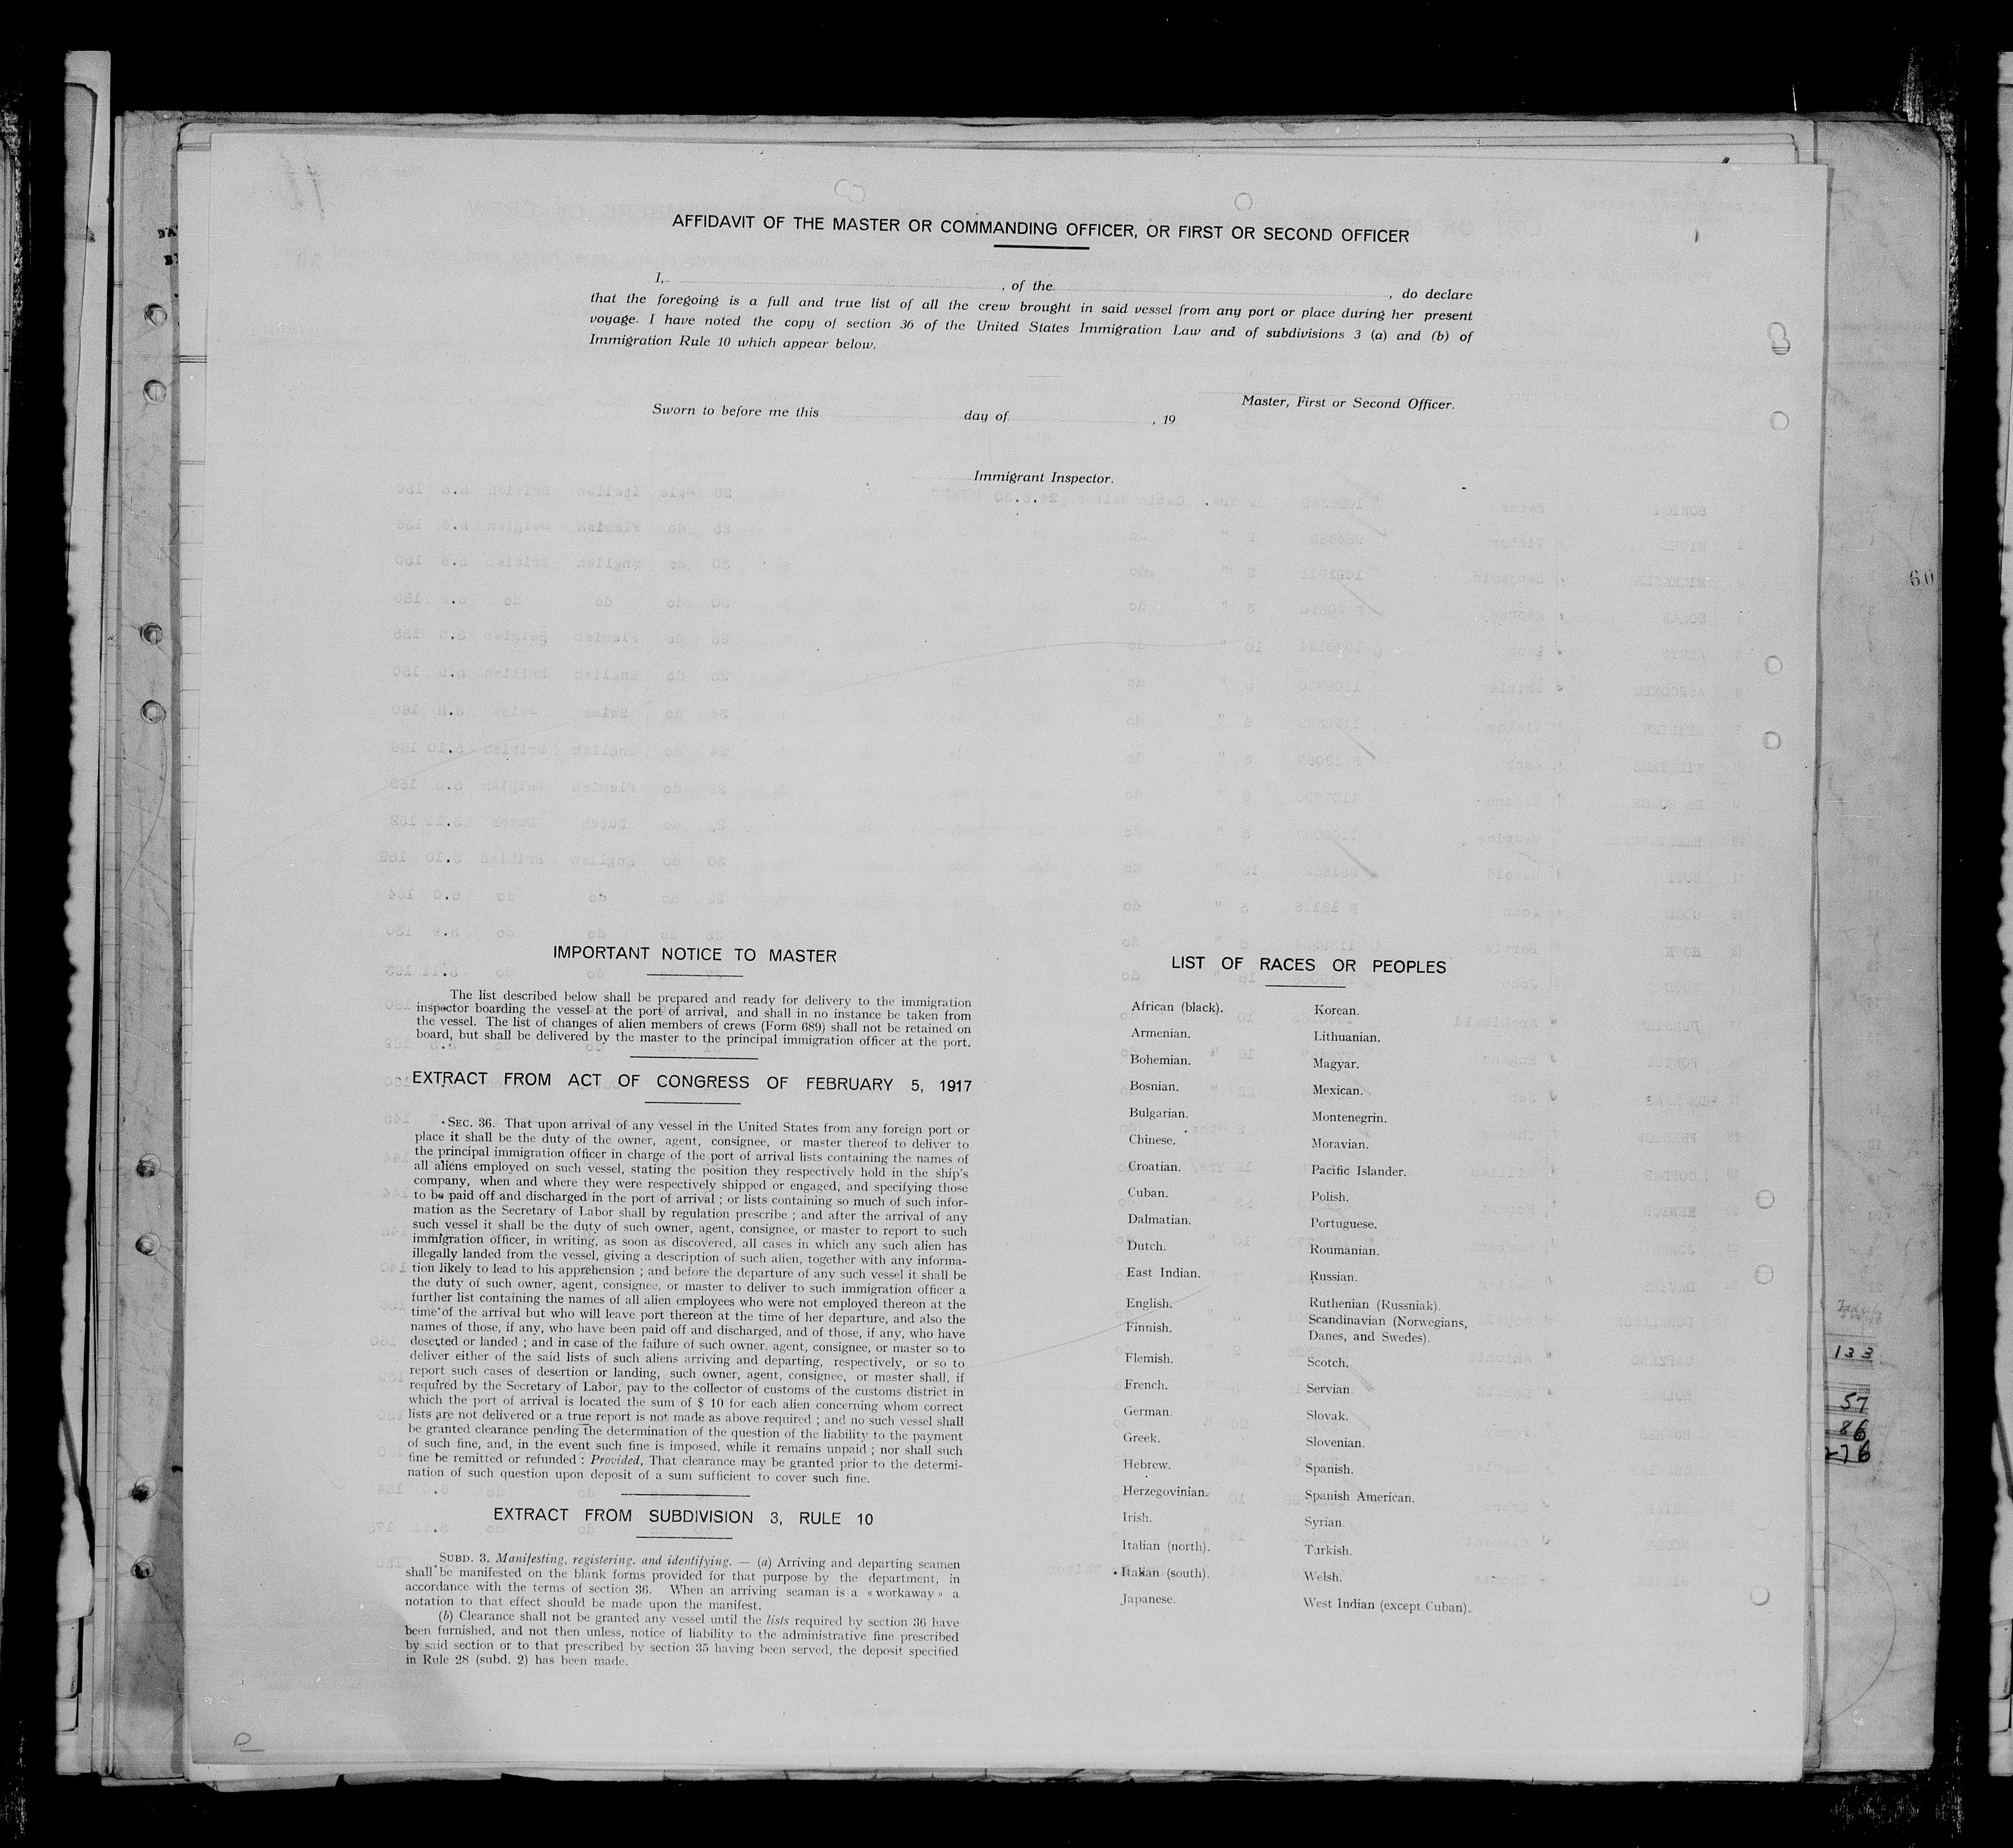 AFFIDAVIT OF THE MASTER OR COMMANDING OFFICER, OR FIRST OR SECOND OFFICER
I, , of the , do declare
that the foregoing is a full and true list of all the crew brought in said vessel from any port or place during her present
voyage. I have noted the copy of section 36 of the United States Immigration Law and of subdivisions 3 (a) and (b) of
Immigration Rule 10 which appear below.
Master, First or Second Officer.
Sworn to before me this day of , 19
Immigrant Inspector.
IMPORTANT NOTICE TO MASTER
The list described below shall be prepared and ready for delivery to the immigration
inspector boarding the vessel at the port of arrival, and shall in no instance be taken from
the vessel. The list of changes of alien members of crews (Form 689) shall not be retained on
board, but shall be delivered by the master to the principal immigration officer at the port.
EXTRACT FROM ACT OF CONGRESS OF FEBRUARY 5, 1917
SEC. 36. That upon arrival of any vessel in the United States from any foreign port or
place it shall be the duty of the owner, agent, consignee, or master thereof to deliver to
the principal immigration officer in charge of the port of arrival lists containing the names of
all aliens employed on such vessel, stating the position they respectively hold in the ship's
company, when and where they were respectively shipped or engaged, and specifying those
to be paid off and discharged in the port of arrival ; or lists containing so much of such infor-
mation as the Secretary of Labor shall by regulation prescribe ; and after the arrival of any
such vessel it shall be the duty of such owner, agent, consignee, or master to report to such
immigration officer, in writing, as soon as discovered, all cases in which any such alien has
illegally landed from the vessel, giving a description of such alien, together with any informa-
tion likely to lead to his apprehension ; and before the departure of any such vessel it shall be
the duty of such owner, agent, consignee, or master to deliver to such immigration officer a
further list containing the names of all alien employees who were not employed thereon at the
time of the arrival but who will leave port thereon at the time of her departure, and also the
names of those, if any, who have been paid off and discharged, and of those, if any, who have
deserted or landed ; and in case of the failure of such owner, agent, consignee, or master so to
deliver either of the said lists of such aliens arriving and departing, respectively, or so to
report such cases of desertion or landing, such owner, agent, consignee, or master shall, if
required by the Secretary of Labor, pay to the collector of customs of the customs district in
which the port of arrival is located the sum of $ 10 for each alien concerning whom correct
lists are not delivered or a true report is not made as above required ; and no such vessel shall
be granted clearance pending the determination of the question of the liability to the payment
of such fine, and, in the event such fine is imposed, while it remains unpaid ; nor shall such
fine be remitted or refunded : Provided, That clearance may be granted prior to the determi-
nation of such question upon deposit of a sum sufficient to cover such fine.
EXTRACT FROM SUBDIVISION 3, RULE 10
SUBD. 3. Manifesting, registering, and identifying. — (a) Arriving and departing seamen
shall be manifested on the blank forms provided for that purpose by the department, in
accordance with the terms of section 36. When an arriving seaman is a « workaway » a
notation to that effect should be made upon the manifest.
(b) Clearance shall not be granted any vessel until the lists required by section 36 have
been furnished, and not then unless, notice of liability to the administrative fine prescribed
by said section or to that prescribed by section 35 having been served, the deposit specified
in Rule 28 (subd. 2) has been made.
LIST OF RACES OR PEOPLES
African (black).
Armenian.
Bohemian.
Bosnian.
Bulgarian.
Chinese.
Croatian.
Cuban.
Dalmatian.
Dutch.
East Indian.
English.
Finnish.
Flemish.
French.
German.
Greek.
Hebrew.
Herzegovinian.
Irish.
Italian (north).
Italian (south).
Japanese.
Korean.
Lithuanian.
Magyar.
Mexican.
Montenegrin.
Moravian.
Pacific Islander.
Polish.
Portuguese.
Roumanian.
Russian.
Ruthenian (Russniak).
Scandinavian (Norwegians,
Danes, and Swedes).
Scotch.
Servian.
Slovak.
Slovenian.
Spanish.
Spanish American.
Syrian.
Turkish.
Welsh.
West Indian (except Cuban).
60
133
57
86
276